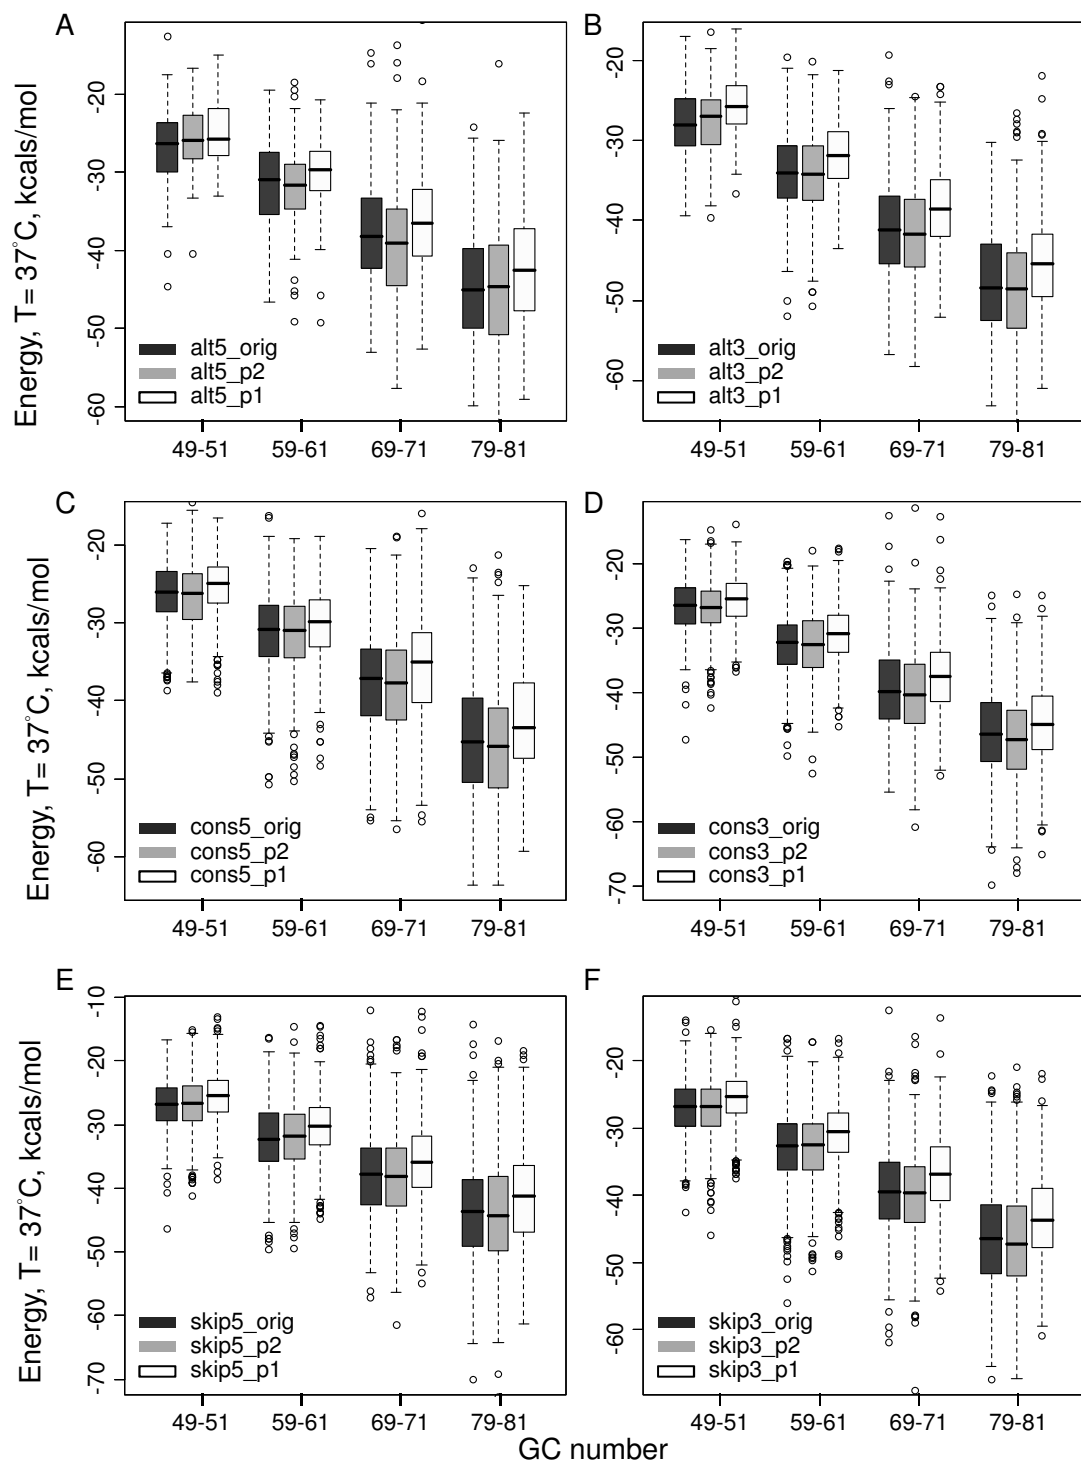 A
Energy, T= 37°C, kcals/mol
-20
-30
-40
-50
-60
alt5_orig
alt5_p2
alt5_p1
49-51 59-61 69-71 79-81
B
-20
-30
-40
-50
-60
alt3_orig
alt3_p2
alt3_p1
49-51 59-61 69-71 79-81
C
Energy, T= 37°C, kcals/mol
-20
-30
-40
-50
-60
cons5_orig
cons5_p2
cons5_p1
49-51 59-61 69-71 79-81
D
-20
-30
-40
-50
-60
-70
cons3_orig
cons3_p2
cons3_p1
49-51 59-61 69-71 79-81
E
Energy, T= 37°C, kcals/mol
-10
-20
-30
-40
-50
-60
-70
skip5_orig
skip5_p2
skip5_p1
49-51 59-61 69-71 79-81
F
-20
-30
-40
-50
-60
skip3_orig
skip3_p2
skip3_p1
49-51 59-61 69-71 79-81
GC number